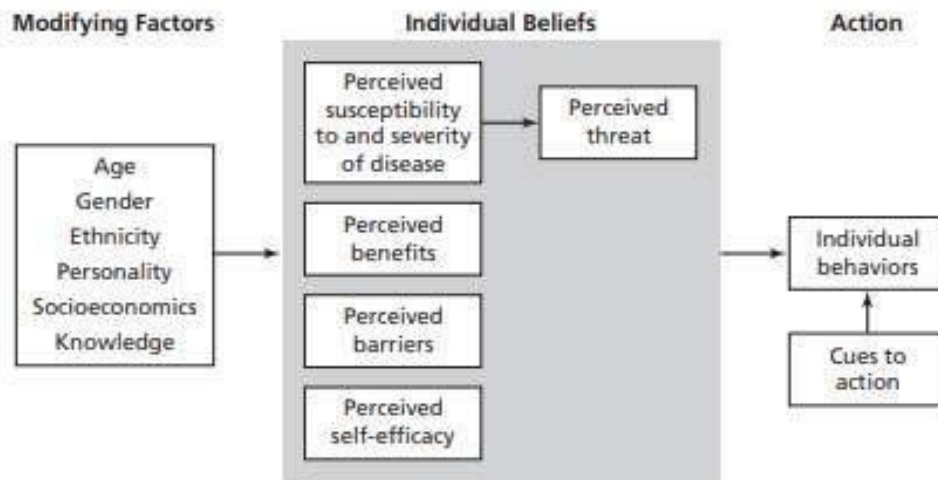 Modifying Factors
Individual Beliefs
Action
Age
Gender
Ethnicity
Personality
Socioeconomics
Knowledge
Perceived
susceptibility
to and severity
of disease
Perceived
threat
Perceived
benefits
Perceived
barriers
Perceived
self-efficacy
Individual
behaviors
Cues to
action